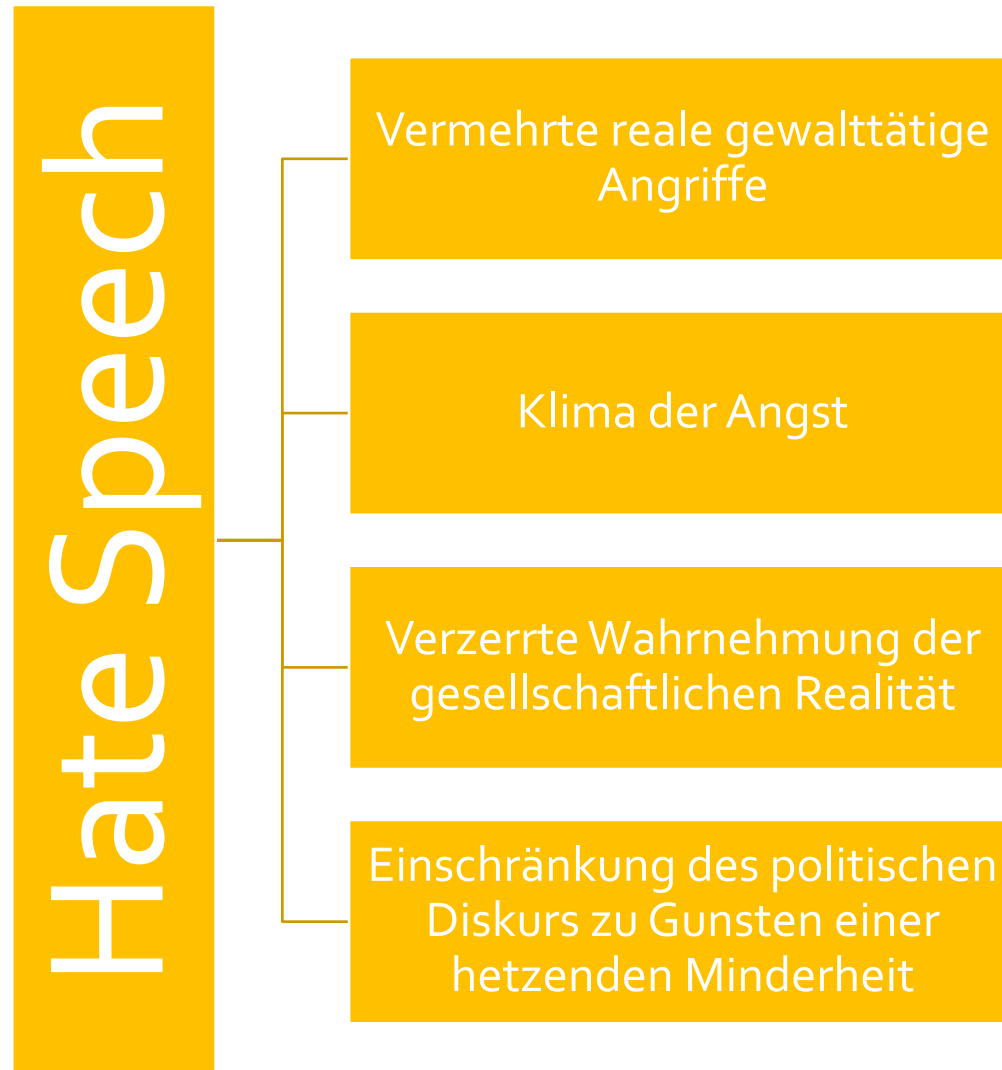 Hate Speech
Vermehrte reale gewalttätige
Angriffe
Klima der Angst
Verzerrte Wahrnehmung der
gesellschaftlichen Realität
Einschränkung des politischen
Diskurs zu Gunsten einer
hetzenden Minderheit